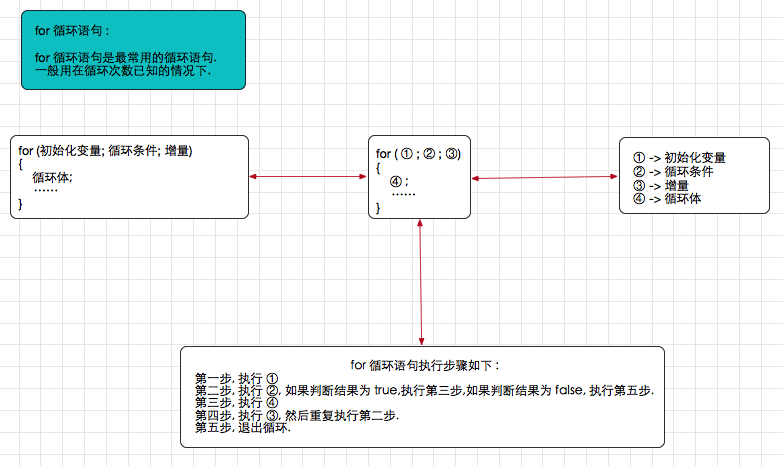 for 循环语句 :
for 循环语句是最常用的循环语句.
一般用在循环次数已知的情况下.
for (初始化变量; 循环条件; 增量)
{
循环体;
······
}
for ( ① ; ② ; ③)
{
④ ;
······
}
① -> 初始化变量
② -> 循环条件
③ -> 增量
④ -> 循环体
for 循环语句执行步骤如下 :
第一步, 执行 ①
第二步, 执行 ②, 如果判断结果为 true,执行第三步,如果判断结果为 false, 执行第五步.
第三步, 执行 ④
第四步, 执行 ③, 然后重复执行第二步.
第五步, 退出循环.